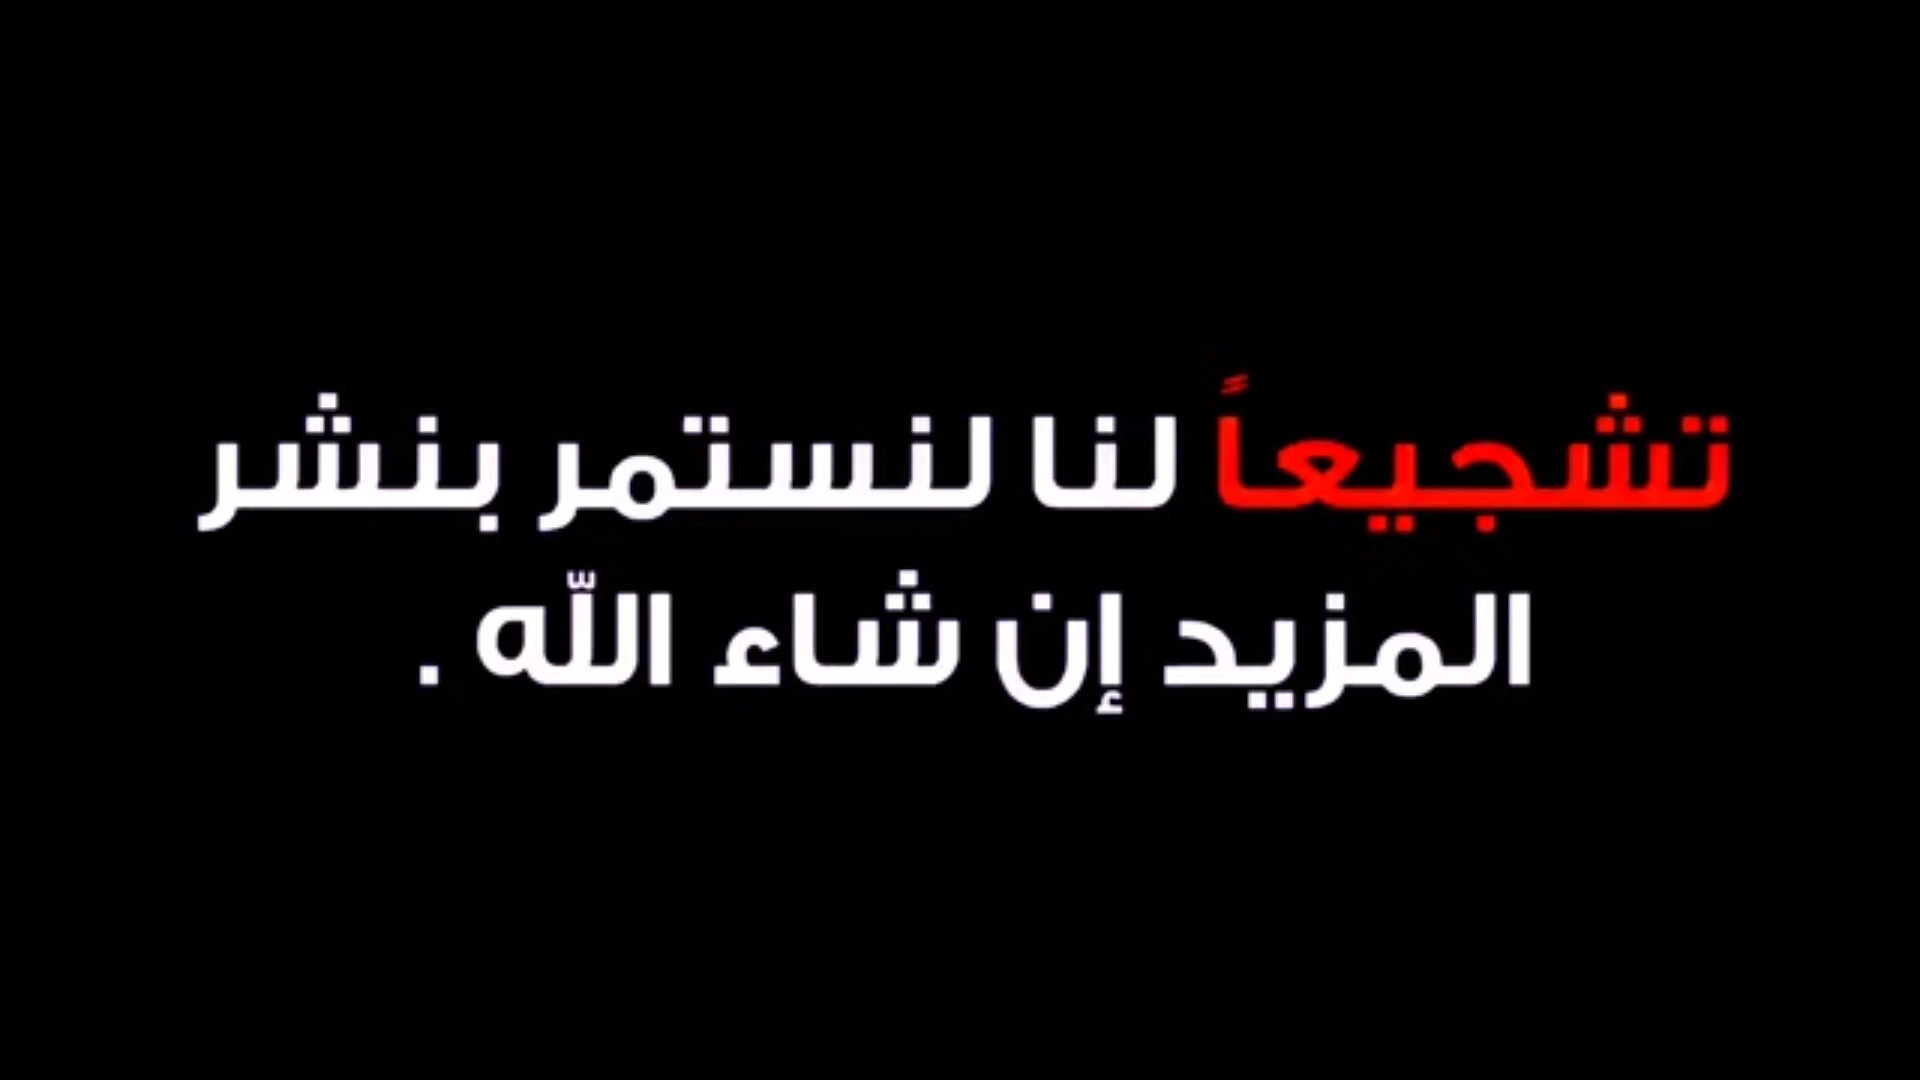 تشجيعاً لنا لنستمر بنشر
المزيد إن شاء اللّه .